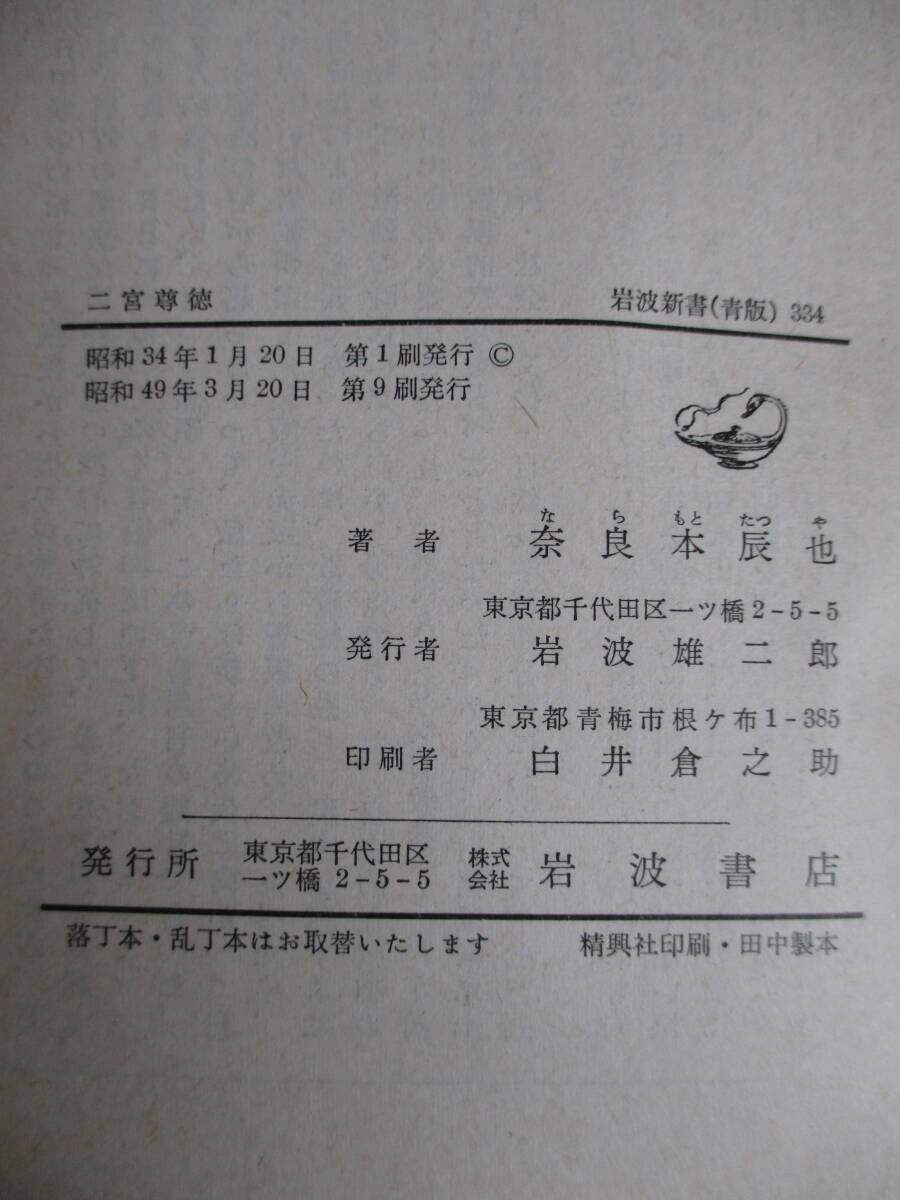 二宮尊徳　岩波新書(青版) 334
昭和34年1月20日　第1刷発行 ©
昭和49年3月20日　第9刷発行
な　ら　もと　たつ　や
著者　奈良本辰也
東京都千代田区一ツ橋2-5-5
発行者　岩波雄二郎
東京都青梅市根ケ布1-385
印刷者　白井倉之助
発行所　東京都千代田区一ツ橋 2-5-5　株式会社　岩波書店
落丁本・乱丁本はお取替いたします　精興社印刷・田中製本